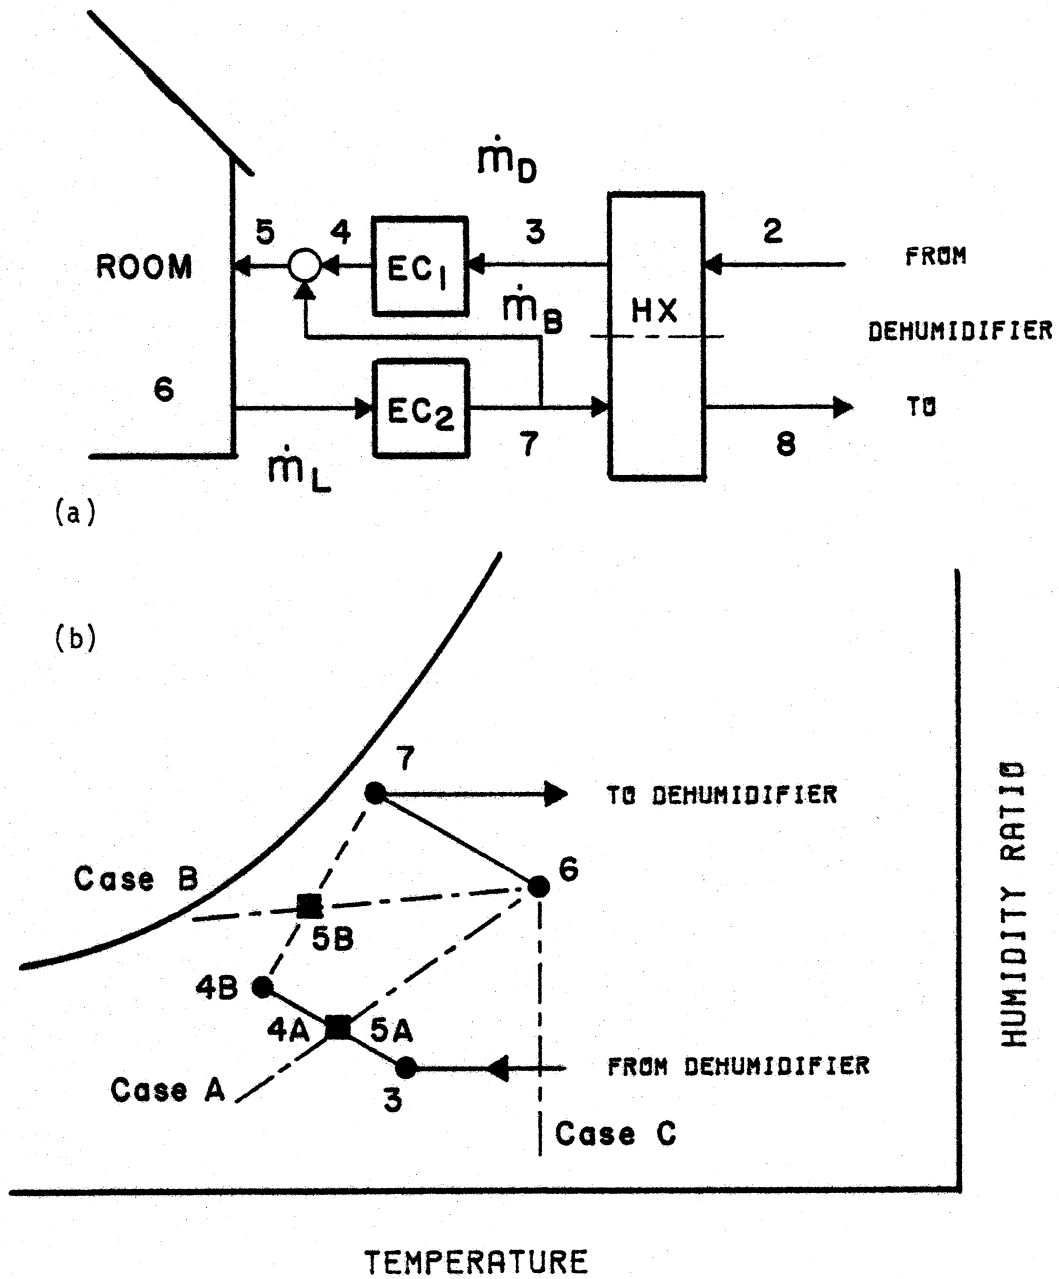 ṁD
5 4 3 2
ROOM
EC1
FROM
ṁB
HX
DEHUMIDIFIER
6
EC2
TO
7
8
ṁL
(a)
(b)
7
TO DEHUMIDIFIER
HUMIDITY RATIO
6
Case B
5B
4B
4A 5A
FROM DEHUMIDIFIER
Case A
3
Case C
TEMPERATURE